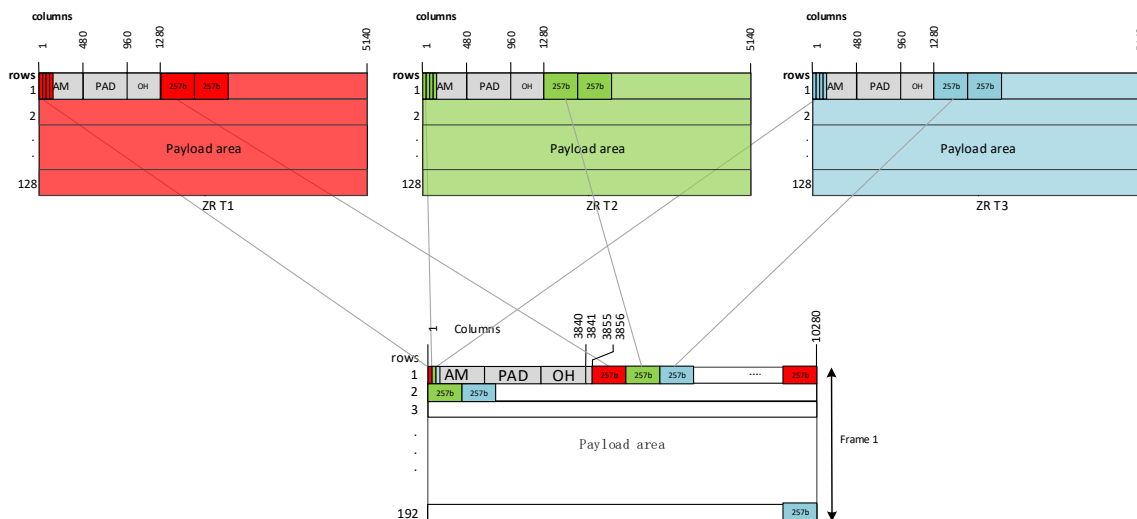 columns columns columns
1 480 960 1280 5140 1 480 960 1280 5140 1 480 960 1280
rows rows rows
1 AM PAD OH 257b 257b 1 AM PAD OH 257b 257b 1 AM PAD OH 257b 257b
2 2 2
. Payload area . Payload area . Payload area
. . .
128 128 128
ZR T1 ZR T2 ZR T3
1 Columns 3840 3841 3855 3856 10280
rows
1 AM PAD OH 257b 257b 257b .... 257b
2 257b 257b
3
. Payload area Frame 1
.
.
192 257b